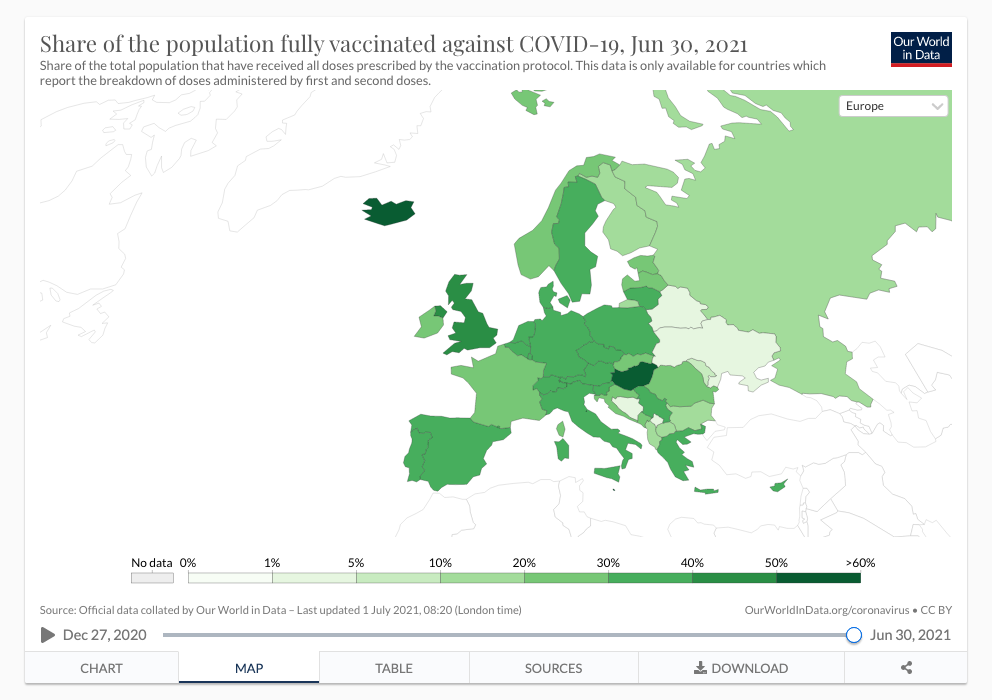 Share of the population fully vaccinated against COVID-19, Jun 30, 2021
Our World
in Data
Share of the total population that have received all doses prescribed by the vaccination protocol. This data is only available for countries which
report the breakdown of doses administered by first and second doses.
Europe
No data 0% 1% 5% 10% 20% 30% 40% 50% >60%
Source: Official data collated by Our World in Data – Last updated 1 July 2021, 08:20 (London time)
OurWorldInData.org/coronavirus • CC BY
Dec 27, 2020
Jun 30, 2021
CHART MAP TABLE SOURCES DOWNLOAD